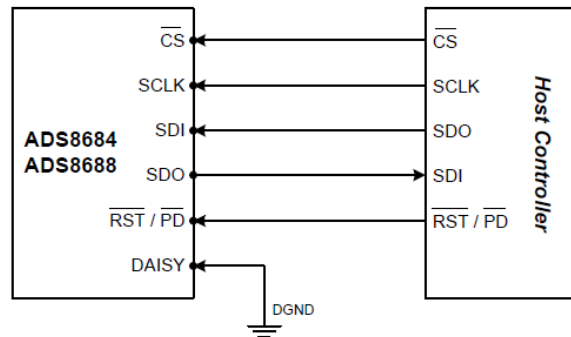 CS CS
SCLK SCLK
SDI SDO
ADS8684
ADS8688
SDO SDI
RST / PD RST / PD
DAISY
DGND
Host Controller